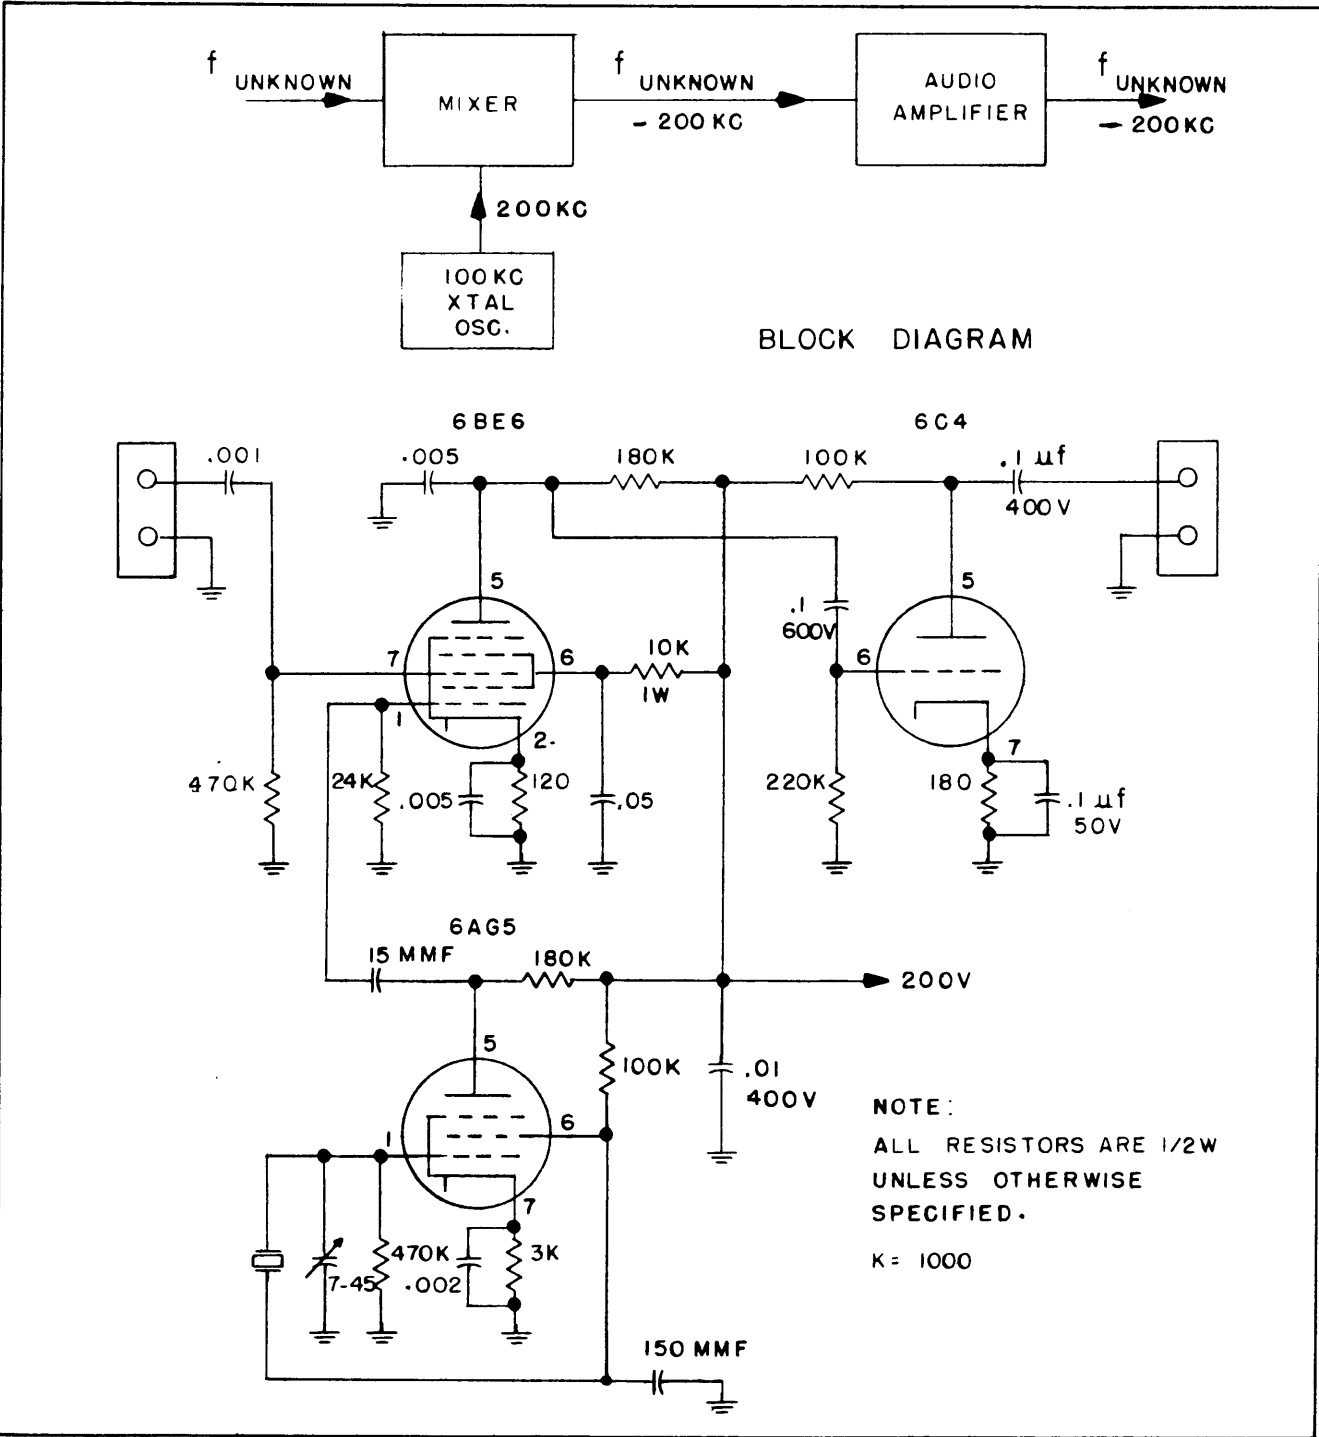 f UNKNOWN
MIXER
f UNKNOWN
- 200 KC
AUDIO
AMPLIFIER
f UNKNOWN
- 200 KC
200 KC
100 KC
XTAL
OSC.
BLOCK DIAGRAM
6BE6
6C4
.001
.005
180K
100K
.1 µf
400V
5
5
.1
600V
7
6
10K
1W
6
1
2
7
470K
24K
.005
120
.05
220K
180
.1 µf
50V
6AG5
15 MMF
180K
200V
5
100K
.01
400V
6
1
7
NOTE:
ALL RESISTORS ARE 1/2W
UNLESS OTHERWISE
SPECIFIED.
K= 1000
7-45
470K
.002
3K
150 MMF